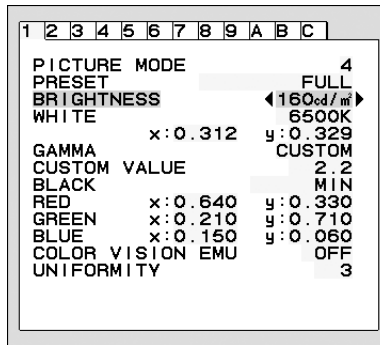 1 2 3 4 5 6 7 8 9 A B C
PICTURE MODE 4
PRESET FULL
BRIGHTNESS 160cd/㎡
WHITE 6500K
x:0.312 y:0.329
GAMMA CUSTOM
CUSTOM VALUE 2.2
BLACK MIN
RED x:0.640 y:0.330
GREEN x:0.210 y:0.710
BLUE x:0.150 y:0.060
COLOR VISION EMU OFF
UNIFORMITY 3